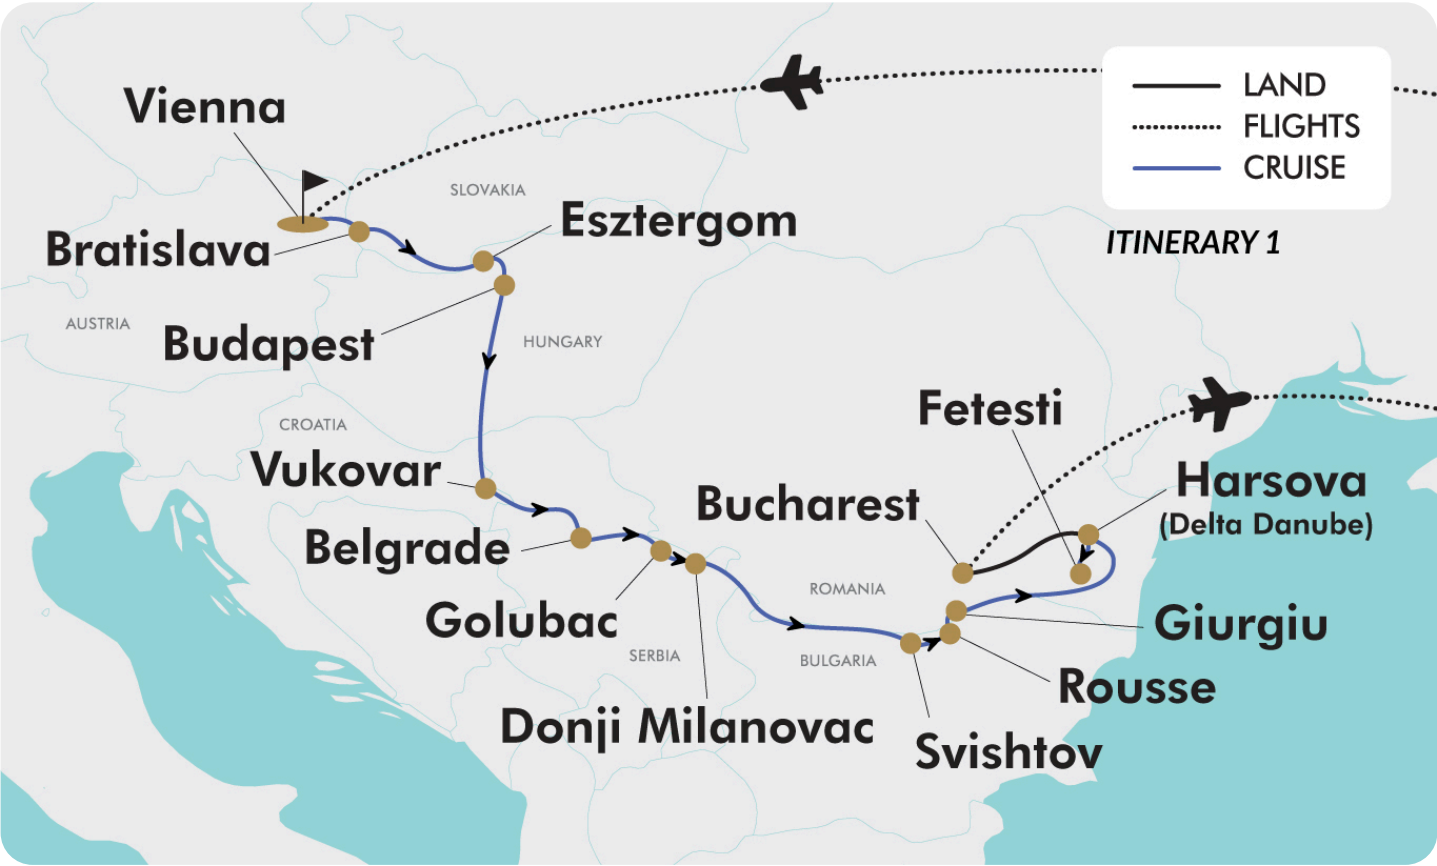 LAND
FLIGHTS
CRUISE
ITINERARY 1
Vienna
SLOVAKIA
Esztergom
Bratislava
AUSTRIA
Budapest
HUNGARY
CROATIA
Fetesti
Vukovar
Harsova
(Delta Danube)
Bucharest
Belgrade
ROMANIA
Golubac
Giurgiu
SERBIA
BULGARIA
Rousse
Donji Milanovac
Svishtov